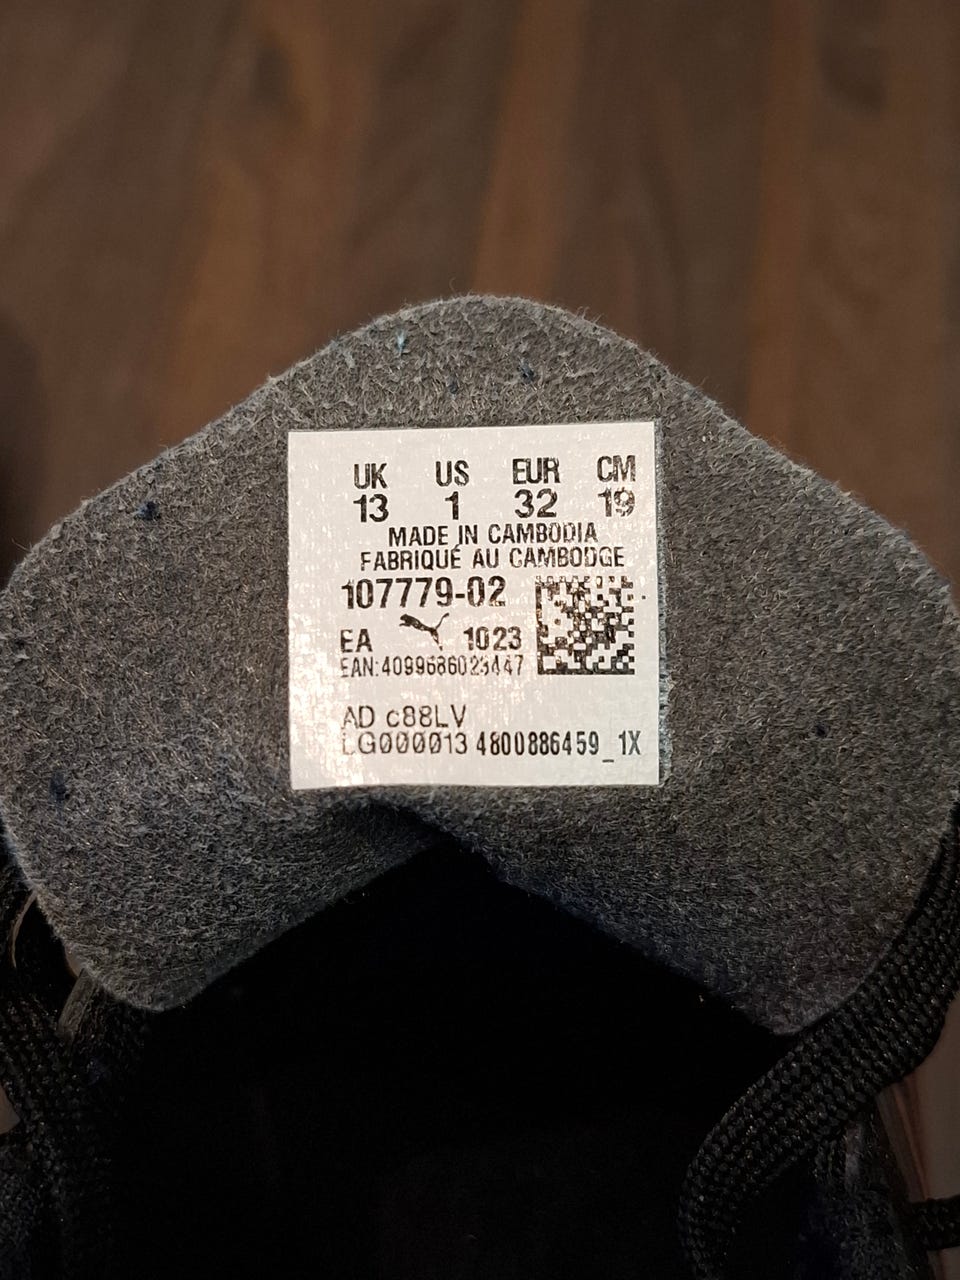 UK US EUR CM
13 1 32 19
MADE IN CAMBODIA
FABRIQUÉ AU CAMBODGE
107779-02
EA 1023
EAN:4099686023447
AD c88LV
LG000013 4800886459_1X